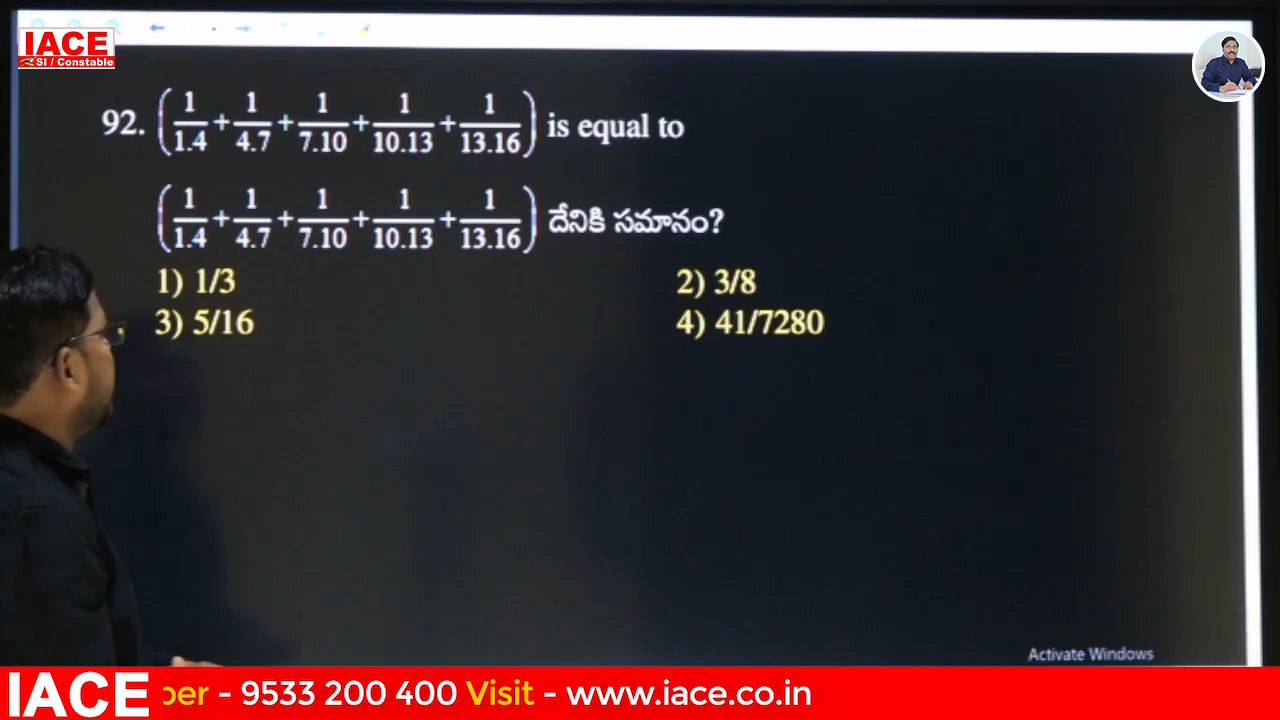 IACE
SI / Constable
92. (1/1.4 + 1/4.7 + 1/7.10 + 1/10.13 + 1/13.16) is equal to
(1/1.4 + 1/4.7 + 1/7.10 + 1/10.13 + 1/13.16) దేనికి సమానం?
1) 1/3 2) 3/8
3) 5/16 4) 41/7280
Activate Windows
IACE - 9533 200 400 Visit - www.iace.co.in